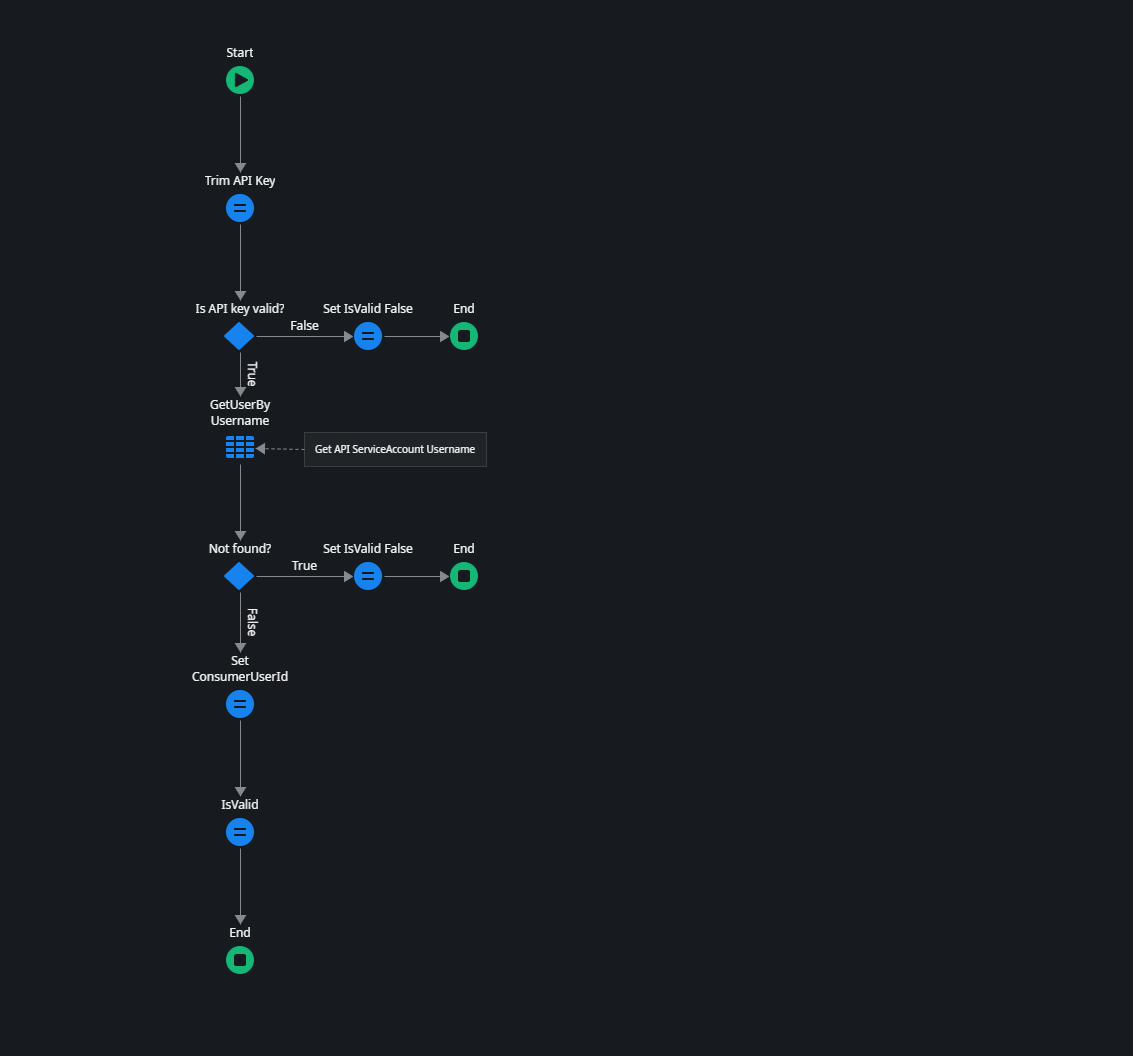 Start
Trim API Key
Is API key valid?
False
Set IsValid False
End
True
GetUserBy
Username
Get API ServiceAccount Username
Not found?
True
Set IsValid False
End
False
Set
ConsumerUserId
IsValid
End